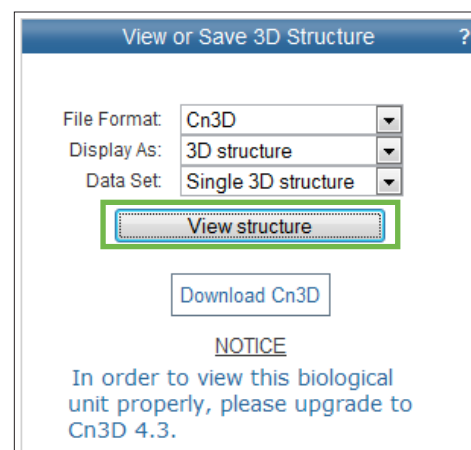 View or Save 3D Structure ?
File Format: Cn3D
Display As: 3D structure
Data Set: Single 3D structure
View structure
Download Cn3D
NOTICE
In order to view this biological
unit properly, please upgrade to
Cn3D 4.3.